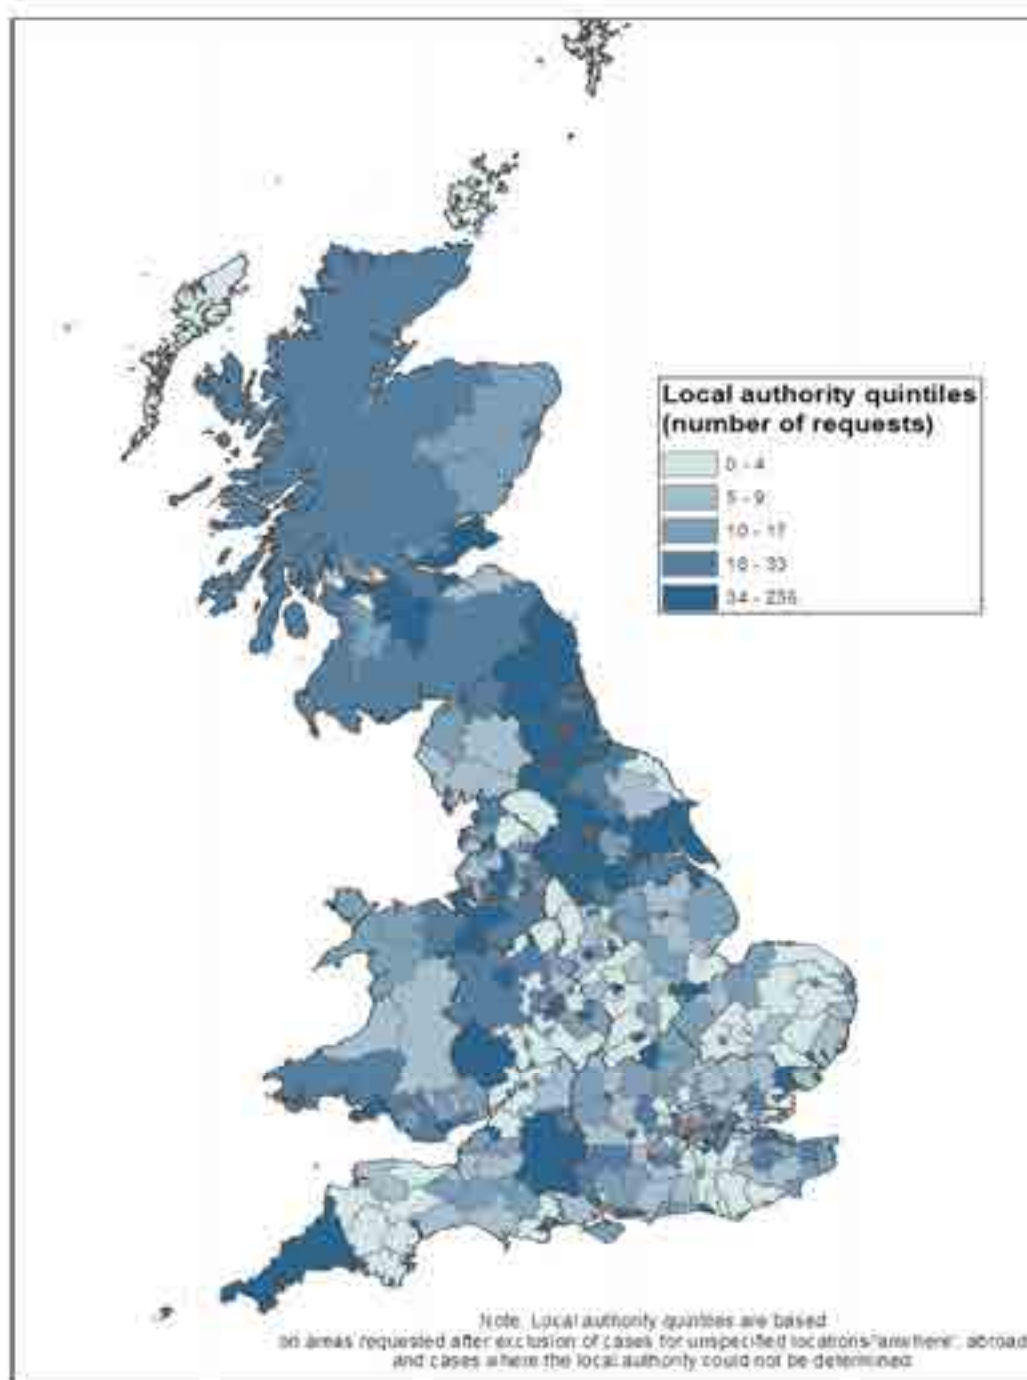 Local authority quintiles
(number of requests)
0 - 4
5 - 9
10 - 17
18 - 33
34 - 235
Note: Local authority quintiles are based
on areas requested after exclusion of cases for unspecified locations/"anywhere", abroad
and cases where the local authority could not be determined